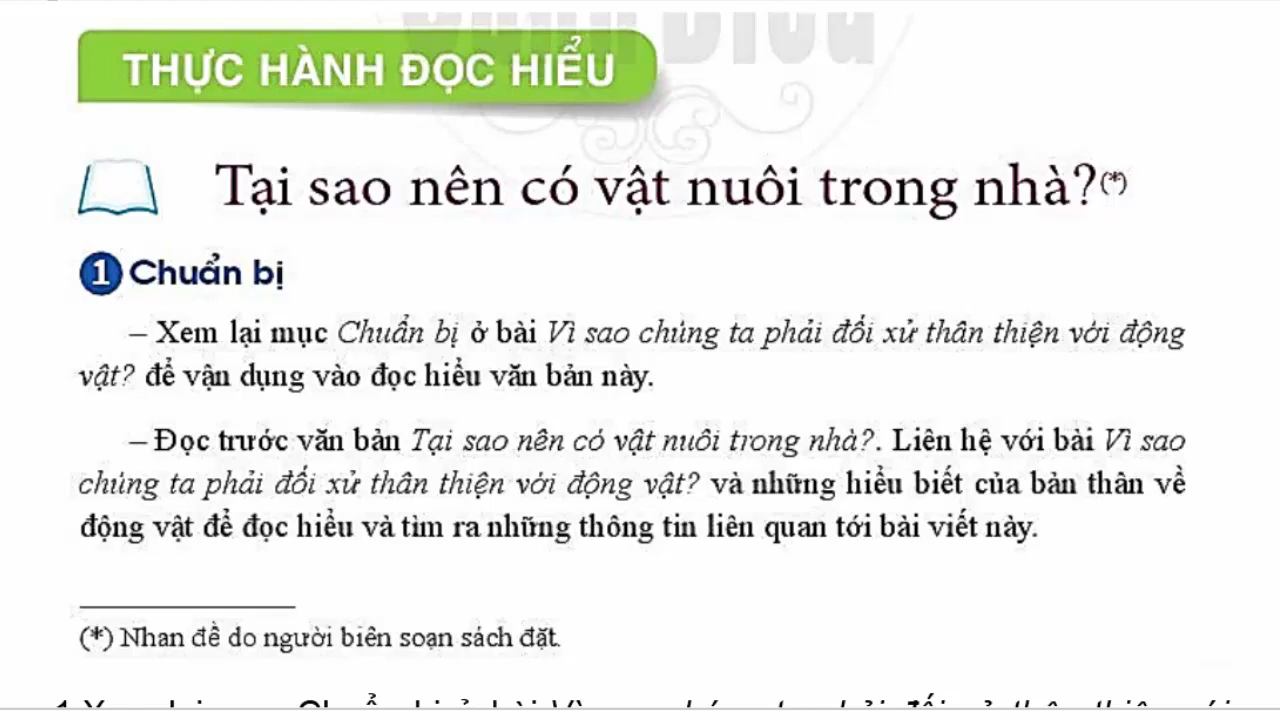 THỰC HÀNH ĐỌC HIỂU
Tại sao nên có vật nuôi trong nhà?(*)
1 Chuẩn bị
– Xem lại mục Chuẩn bị ở bài Vì sao chúng ta phải đối xử thân thiện với động
vật? để vận dụng vào đọc hiểu văn bản này.
– Đọc trước văn bản Tại sao nên có vật nuôi trong nhà?. Liên hệ với bài Vì sao
chúng ta phải đối xử thân thiện với động vật? và những hiểu biết của bản thân về
động vật để đọc hiểu và tìm ra những thông tin liên quan tới bài viết này.
(*) Nhan đề do người biên soạn sách đặt.